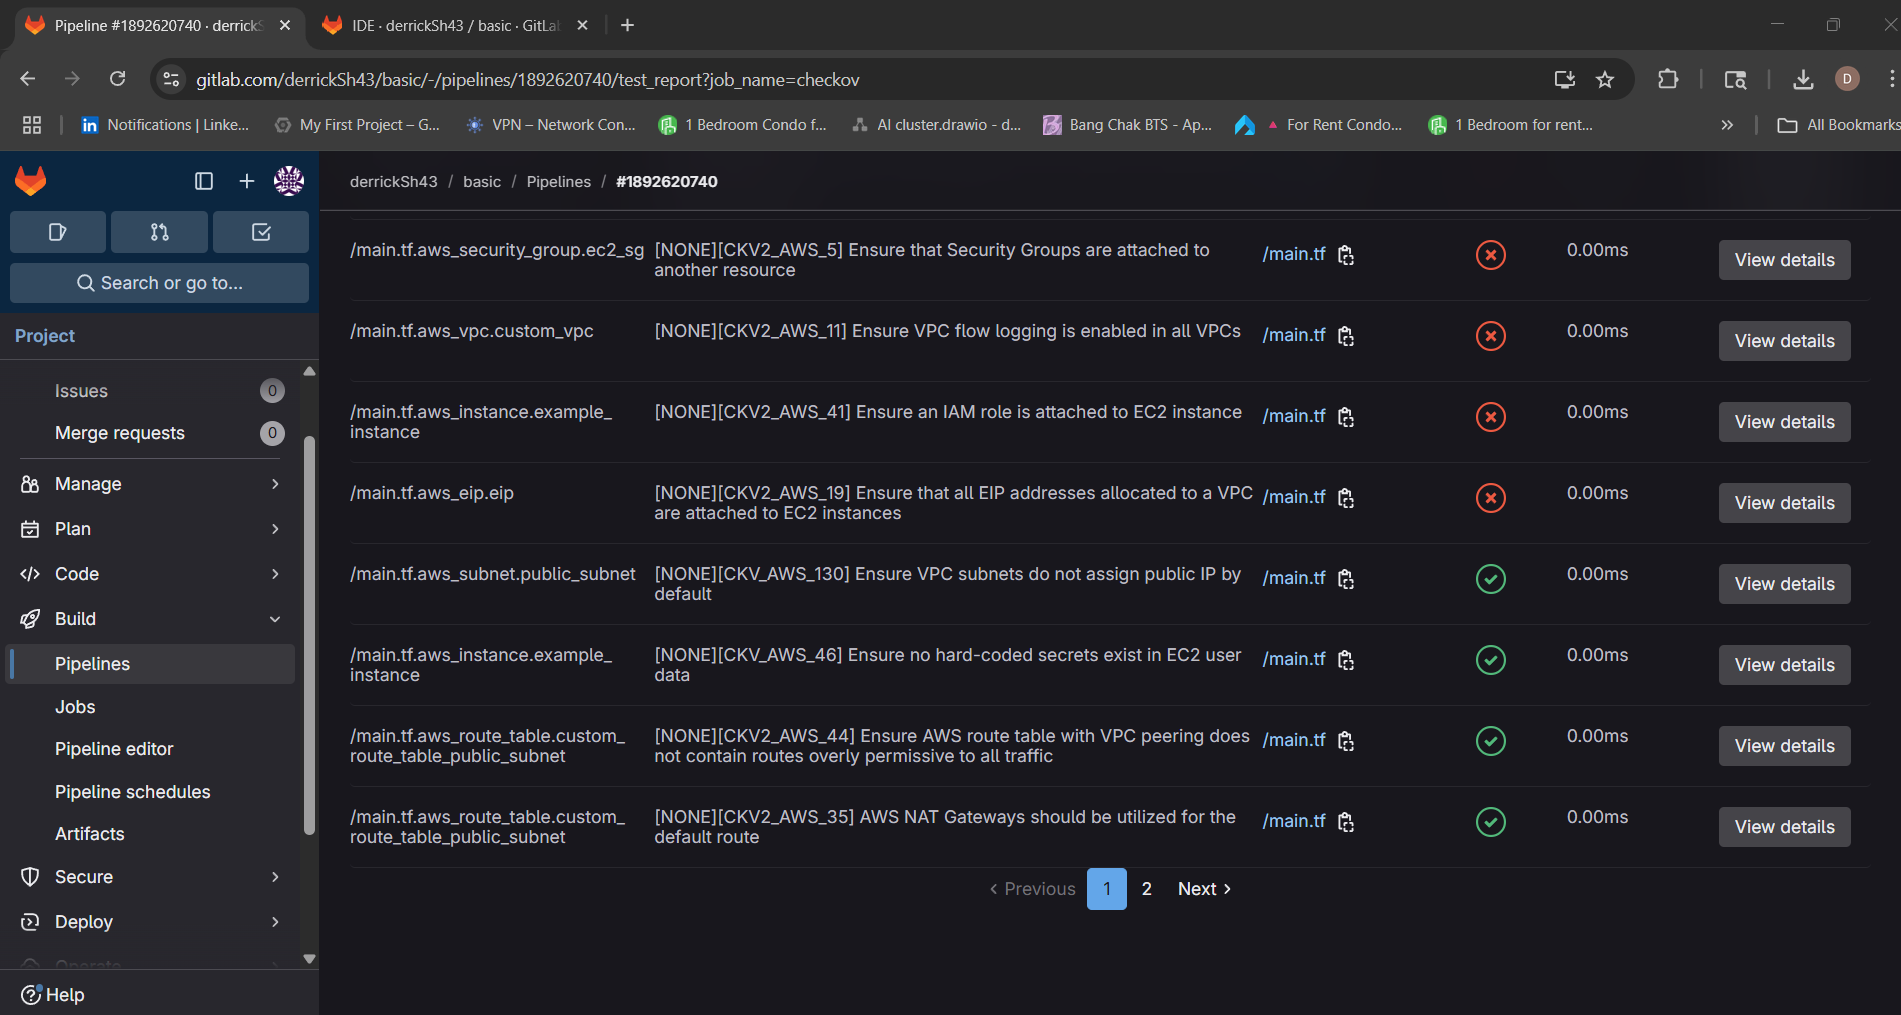 Pipeline #1892620740 · derrickS
IDE · derrickSh43 / basic · GitLa
gitlab.com/derrickSh43/basic/-/pipelines/1892620740/test_report?job_name=checkov
D
Notifications | Linke...
My First Project – G...
VPN – Network Con...
1 Bedroom Condo f...
AI cluster.drawio - d...
Bang Chak BTS - Ap...
For Rent Condo...
1 Bedroom for rent...
All Bookmarks
derrickSh43 / basic / Pipelines / #1892620740
Search or go to...
Project
Issues 0
Merge requests 0
Manage
Plan
Code
Build
Pipelines
Jobs
Pipeline editor
Pipeline schedules
Artifacts
Secure
Deploy
Operate
Help
/main.tf.aws_security_group.ec2_sg [NONE][CKV2_AWS_5] Ensure that Security Groups are attached to /main.tf 0.00ms View details
another resource
/main.tf.aws_vpc.custom_vpc [NONE][CKV2_AWS_11] Ensure VPC flow logging is enabled in all VPCs /main.tf 0.00ms View details
/main.tf.aws_instance.example_ [NONE][CKV2_AWS_41] Ensure an IAM role is attached to EC2 instance /main.tf 0.00ms View details
instance
/main.tf.aws_eip.eip [NONE][CKV2_AWS_19] Ensure that all EIP addresses allocated to a VPC /main.tf 0.00ms View details
are attached to EC2 instances
/main.tf.aws_subnet.public_subnet [NONE][CKV_AWS_130] Ensure VPC subnets do not assign public IP by /main.tf 0.00ms View details
default
/main.tf.aws_instance.example_ [NONE][CKV_AWS_46] Ensure no hard-coded secrets exist in EC2 user /main.tf 0.00ms View details
instance data
/main.tf.aws_route_table.custom_ [NONE][CKV2_AWS_44] Ensure AWS route table with VPC peering does /main.tf 0.00ms View details
route_table_public_subnet not contain routes overly permissive to all traffic
/main.tf.aws_route_table.custom_ [NONE][CKV2_AWS_35] AWS NAT Gateways should be utilized for the /main.tf 0.00ms View details
route_table_public_subnet default route
Previous 1 2 Next